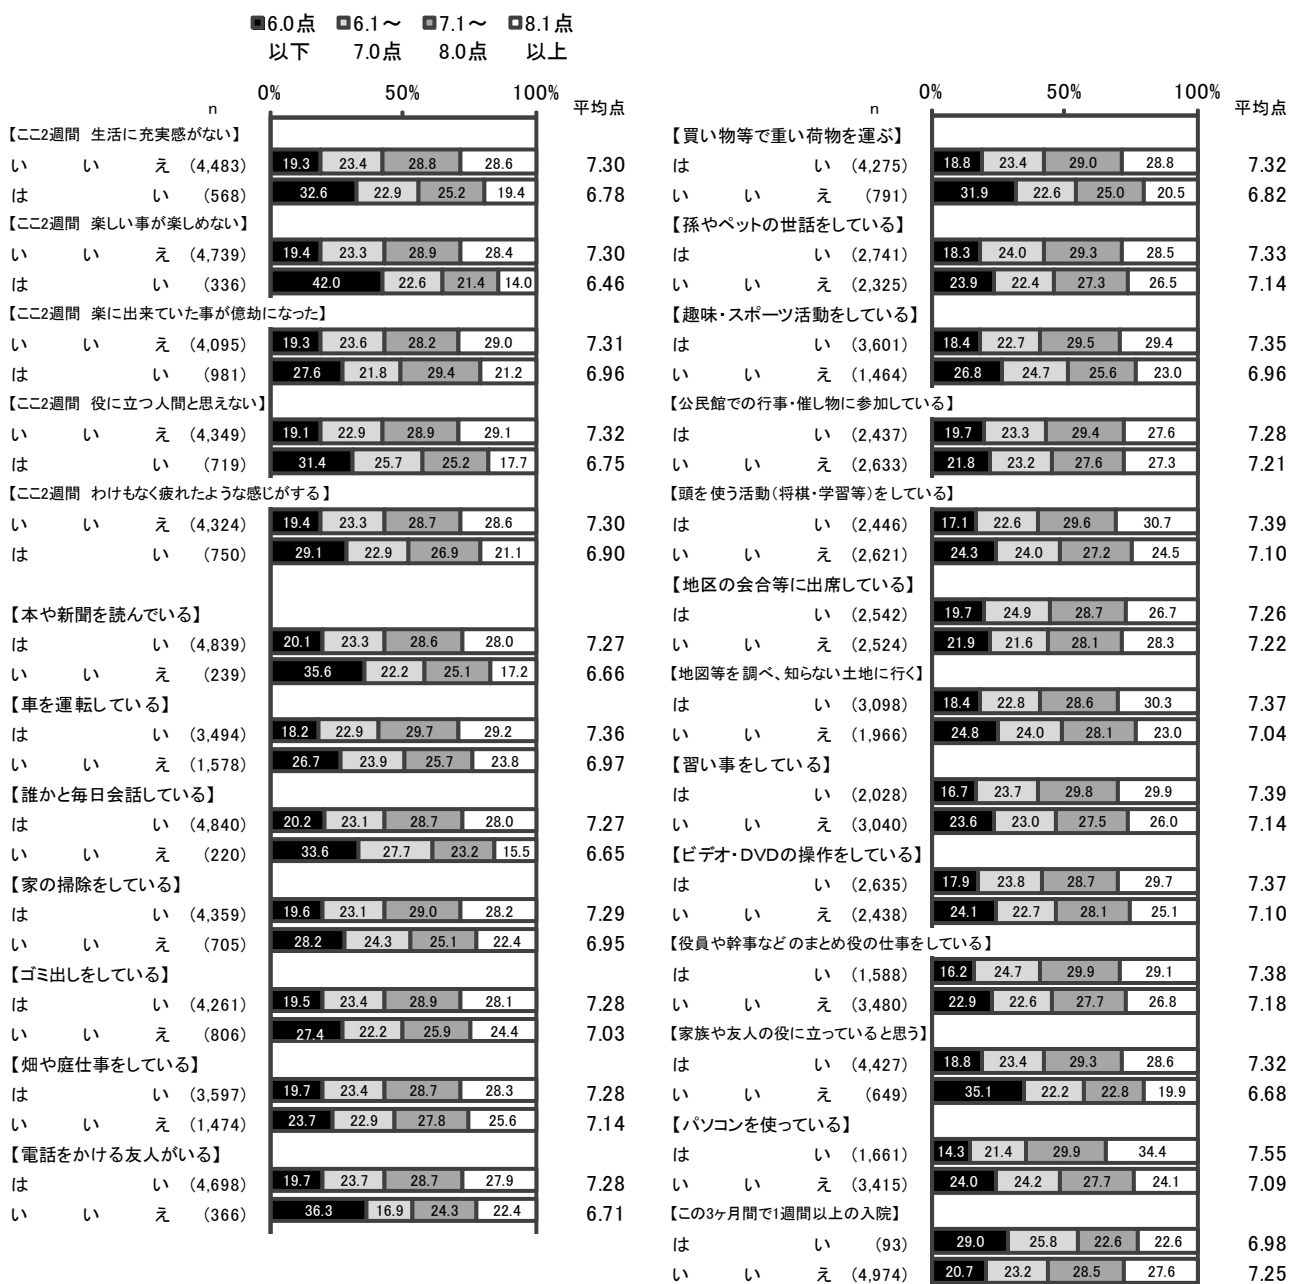 ■6.0点 □6.1～ ■7.1～ □8.1点
以下 7.0点 8.0点 以上
n 0% 50% 100% 平均点
【ここ2週間 生活に充実感がない】
い い え (4,483) 19.3 23.4 28.8 28.6 7.30
は い (568) 32.6 22.9 25.2 19.4 6.78
【ここ2週間 楽しい事が楽しめない】
い い え (4,739) 19.4 23.3 28.9 28.4 7.30
は い (336) 42.0 22.6 21.4 14.0 6.46
【ここ2週間 楽に出来ていた事が億劫になった】
い い え (4,095) 19.3 23.6 28.2 29.0 7.31
は い (981) 27.6 21.8 29.4 21.2 6.96
【ここ2週間 役に立つ人間と思えない】
い い え (4,349) 19.1 22.9 28.9 29.1 7.32
は い (719) 31.4 25.7 25.2 17.7 6.75
【ここ2週間 わけもなく疲れたような感じがする】
い い え (4,324) 19.4 23.3 28.7 28.6 7.30
は い (750) 29.1 22.9 26.9 21.1 6.90
【本や新聞を読んでいる】
は い (4,839) 20.1 23.3 28.6 28.0 7.27
い い え (239) 35.6 22.2 25.1 17.2 6.66
【車を運転している】
は い (3,494) 18.2 22.9 29.7 29.2 7.36
い い え (1,578) 26.7 23.9 25.7 23.8 6.97
【誰かと毎日会話している】
は い (4,840) 20.2 23.1 28.7 28.0 7.27
い い え (220) 33.6 27.7 23.2 15.5 6.65
【家の掃除をしている】
は い (4,359) 19.6 23.1 29.0 28.2 7.29
い い え (705) 28.2 24.3 25.1 22.4 6.95
【ゴミ出しをしている】
は い (4,261) 19.5 23.4 28.9 28.1 7.28
い い え (806) 27.4 22.2 25.9 24.4 7.03
【畑や庭仕事をしている】
は い (3,597) 19.7 23.4 28.7 28.3 7.28
い い え (1,474) 23.7 22.9 27.8 25.6 7.14
【電話をかける友人がいる】
は い (4,698) 19.7 23.7 28.7 27.9 7.28
い い え (366) 36.3 16.9 24.3 22.4 6.71
n 0% 50% 100% 平均点
【買い物等で重い荷物を運ぶ】
は い (4,275) 18.8 23.4 29.0 28.8 7.32
い い え (791) 31.9 22.6 25.0 20.5 6.82
【孫やペットの世話をしている】
は い (2,741) 18.3 24.0 29.3 28.5 7.33
い い え (2,325) 23.9 22.4 27.3 26.5 7.14
【趣味・スポーツ活動をしている】
は い (3,601) 18.4 22.7 29.5 29.4 7.35
い い え (1,464) 26.8 24.7 25.6 23.0 6.96
【公民館での行事・催し物に参加している】
は い (2,437) 19.7 23.3 29.4 27.6 7.28
い い え (2,633) 21.8 23.2 27.6 27.3 7.21
【頭を使う活動(将棋・学習等)をしている】
は い (2,446) 17.1 22.6 29.6 30.7 7.39
い い え (2,621) 24.3 24.0 27.2 24.5 7.10
【地区の会合等に出席している】
は い (2,542) 19.7 24.9 28.7 26.7 7.26
い い え (2,524) 21.9 21.6 28.1 28.3 7.22
【地図等を調べ、知らない土地に行く】
は い (3,098) 18.4 22.8 28.6 30.3 7.37
い い え (1,966) 24.8 24.0 28.1 23.0 7.04
【習い事をしている】
は い (2,028) 16.7 23.7 29.8 29.9 7.39
い い え (3,040) 23.6 23.0 27.5 26.0 7.14
【ビデオ・DVDの操作をしている】
は い (2,635) 17.9 23.8 28.7 29.7 7.37
い い え (2,438) 24.1 22.7 28.1 25.1 7.10
【役員や幹事などのまとめ役の仕事をしている】
は い (1,588) 16.2 24.7 29.9 29.1 7.38
い い え (3,480) 22.9 22.6 27.7 26.8 7.18
【家族や友人の役に立っていると思う】
は い (4,427) 18.8 23.4 29.3 28.6 7.32
い い え (649) 35.1 22.2 22.8 19.9 6.68
【パソコンを使っている】
は い (1,661) 14.3 21.4 29.9 34.4 7.55
い い え (3,415) 24.0 24.2 27.7 24.1 7.09
【この3ヶ月間で1週間以上の入院】
は い (93) 29.0 25.8 22.6 22.6 6.98
い い え (4,974) 20.7 23.2 28.5 27.6 7.25